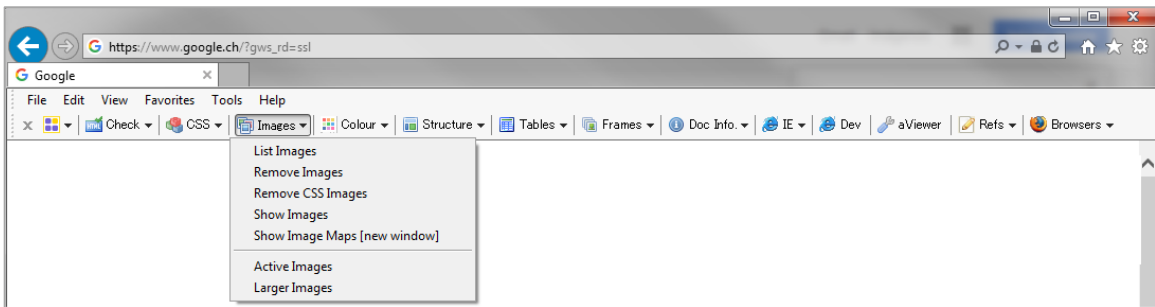 https://www.google.ch/?gws_rd=ssl
Google
File Edit View Favorites Tools Help
Check CSS Images Colour Structure Tables Frames Doc Info. IE Dev aViewer Refs Browsers
List Images
Remove Images
Remove CSS Images
Show Images
Show Image Maps [new window]
Active Images
Larger Images